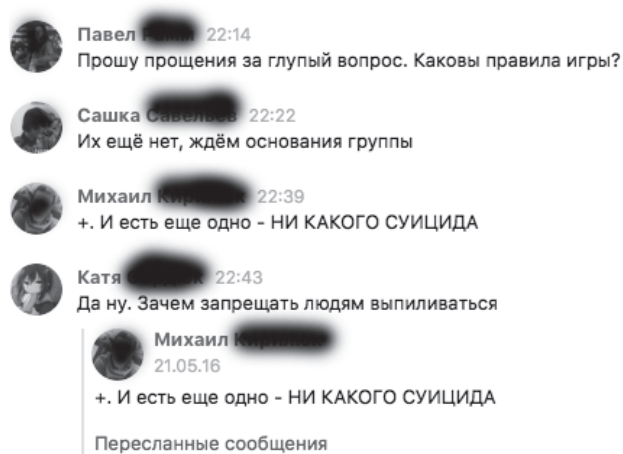 Павел 22:14
Прошу прощения за глупый вопрос. Каковы правила игры?
Сашка 22:22
Их ещё нет, ждём основания группы
Михаил 22:39
+. И есть еще одно - НИ КАКОГО СУИЦИДА
Катя 22:43
Да ну. Зачем запрещать людям выпиливаться
Михаил
21.05.16
+. И есть еще одно - НИ КАКОГО СУИЦИДА
Пересланные сообщения